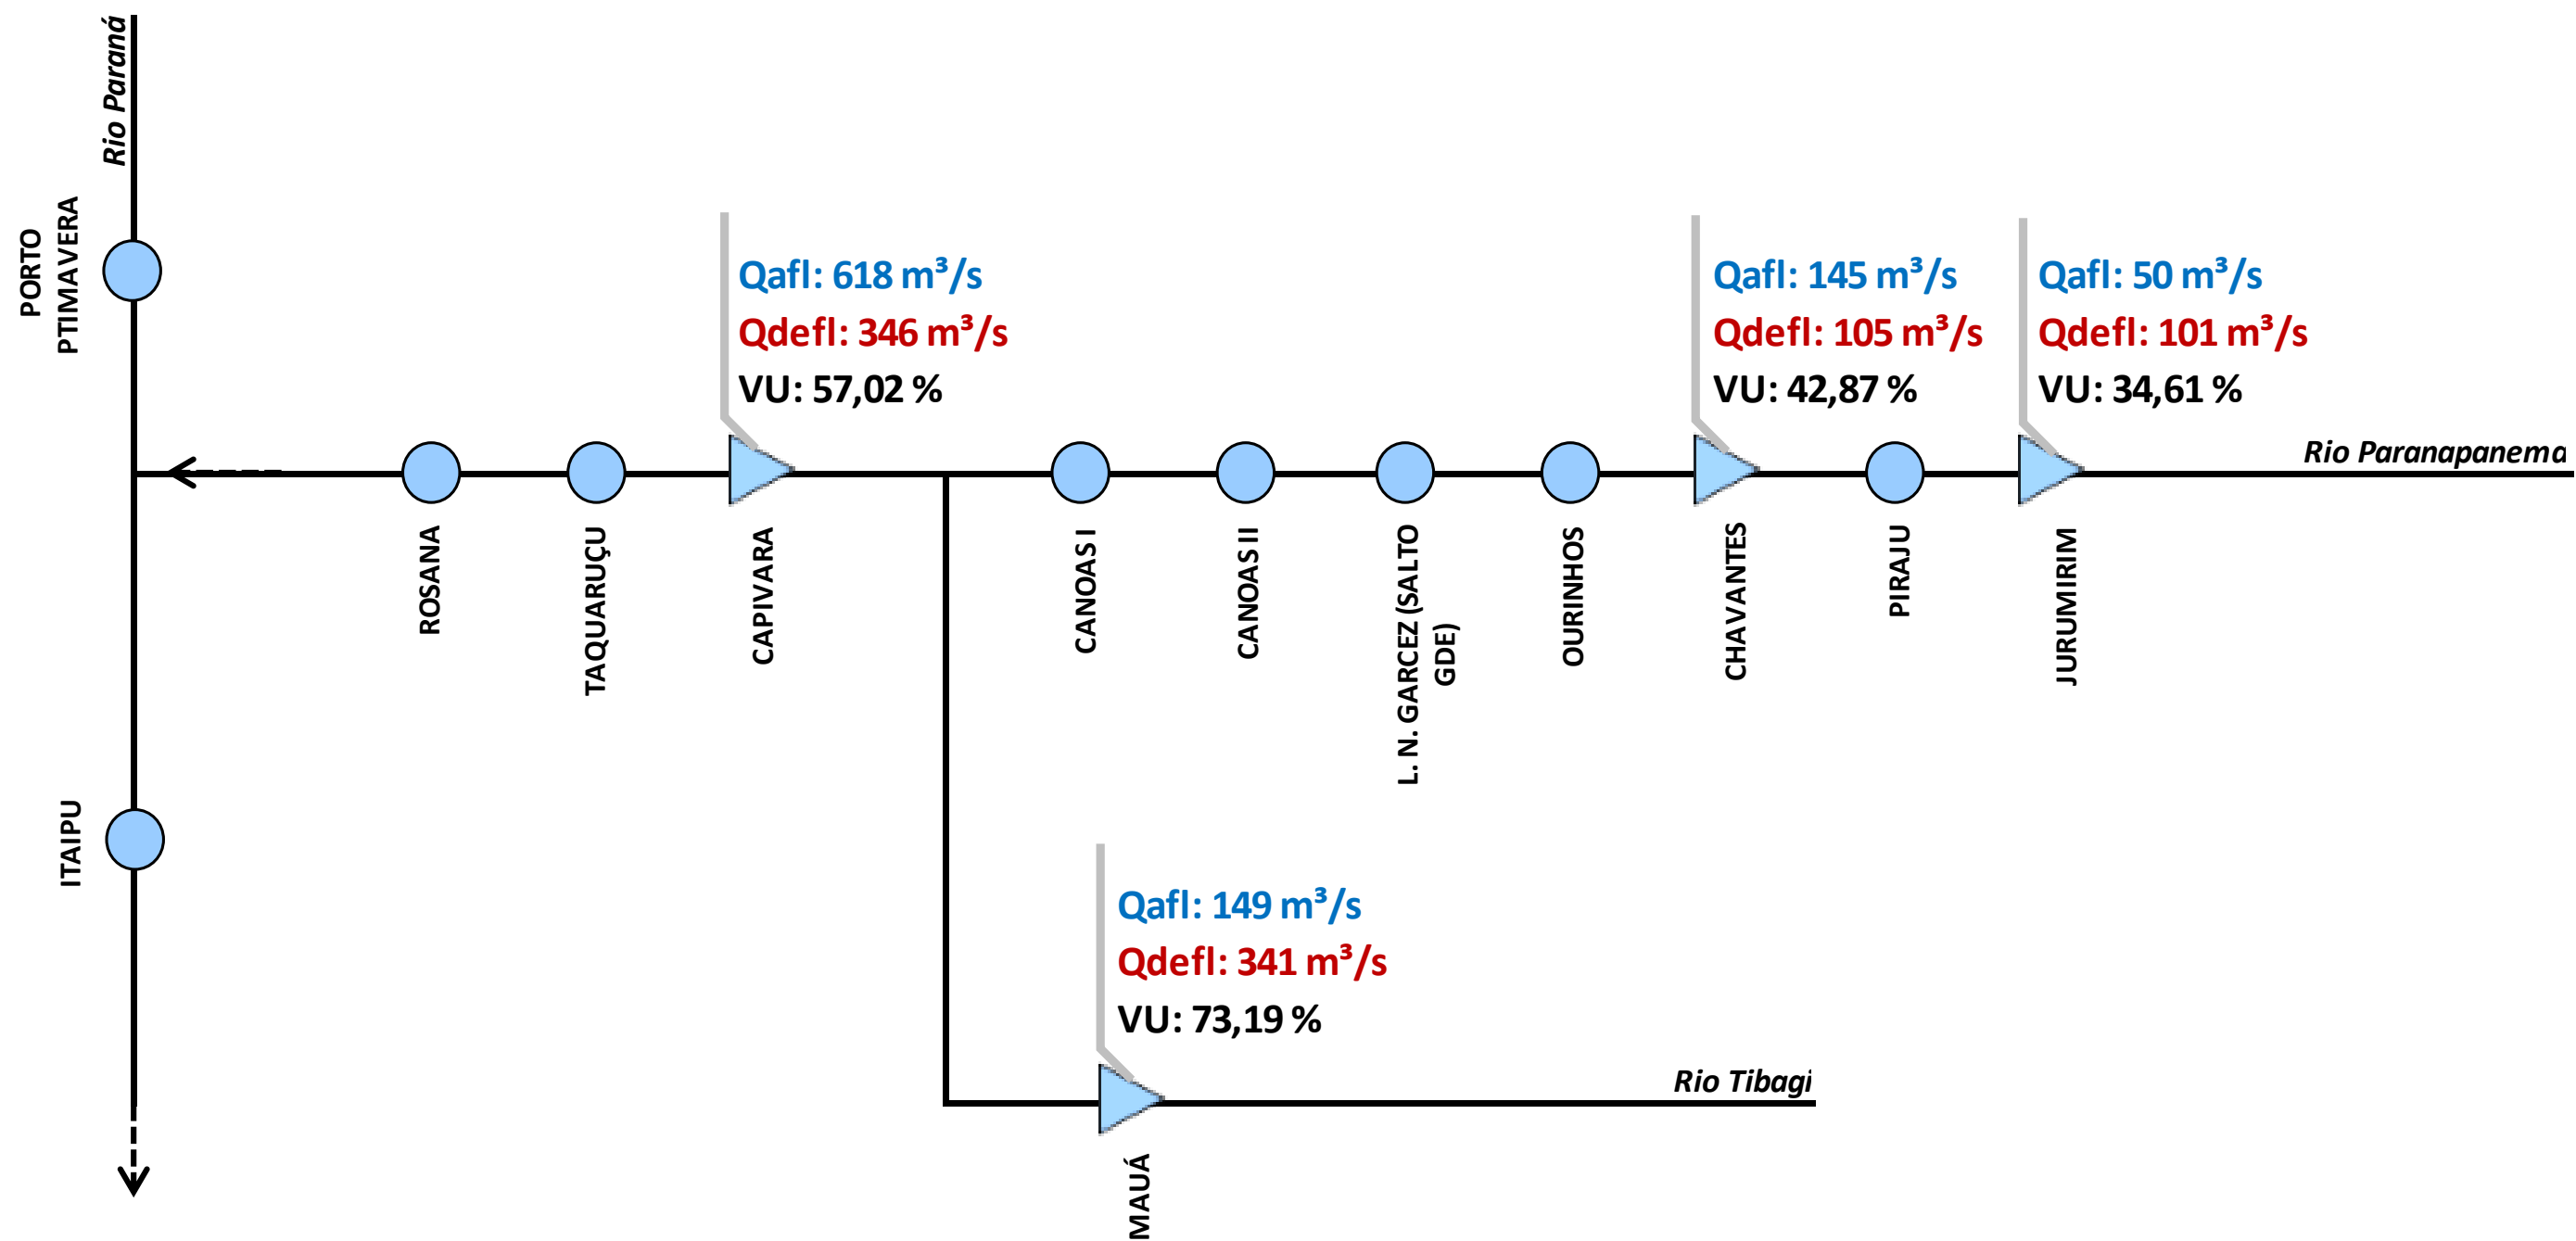 Rio Paraná
PORTO
PTIMAVERA
Qafl: 618 m³/s
Qdefl: 346 m³/s
VU: 57,02 %
Qafl: 145 m³/s
Qdefl: 105 m³/s
VU: 42,87 %
Qafl: 50 m³/s
Qdefl: 101 m³/s
VU: 34,61 %
Rio Paranapanema
ROSANA
TAQUARUÇU
CAPIVARA
CANOAS I
CANOAS II
L. N. GARCEZ (SALTO
GDE)
OURINHOS
CHAVANTES
PIRAJU
JURUMIRIM
ITAIPU
Qafl: 149 m³/s
Qdefl: 341 m³/s
VU: 73,19 %
Rio Tibagi
MAUÁ